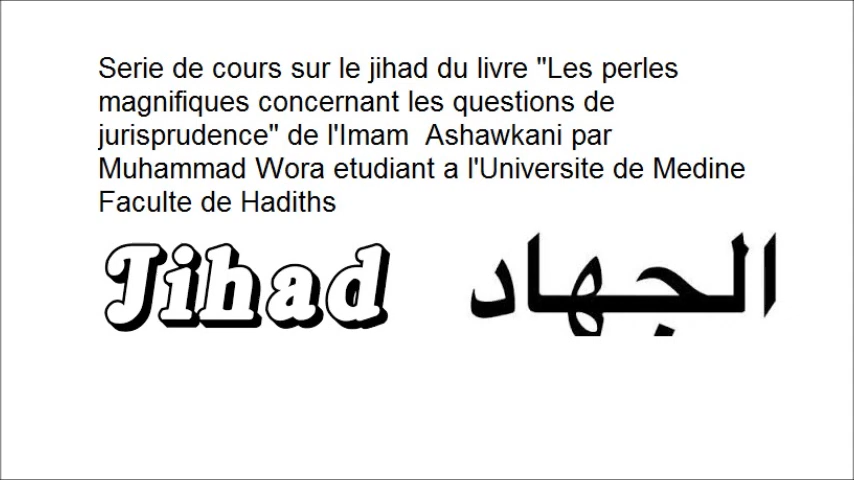 Serie de cours sur le jihad du livre "Les perles
magnifiques concernant les questions de
jurisprudence" de l'Imam  Ashawkani par
Muhammad Wora etudiant a l'Universite de Medine
Faculte de Hadiths
Jihad الجهاد